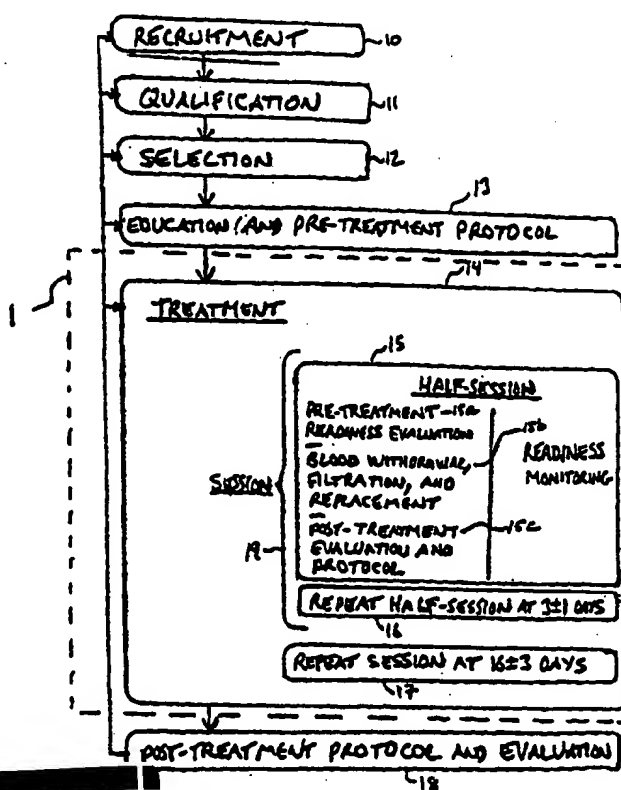 RECRUITMENT 10
QUALIFICATION 11
SELECTION 12
13
EDUCATION/AND PRE-TREATMENT PROTOCOL
14
1
TREATMENT
15
HALF-SESSION
PRE-TREATMENT 15a
READINESS EVALUATION
15b
BLOOD WITHDRAWAL,
FILTRATION, AND
REPLACEMENT
READINESS
MONITORING
SESSION
POST-TREATMENT 15c
EVALUATION AND
PROTOCOL
19
REPEAT HALF-SESSION AT 3±1 DAYS
16
REPEAT SESSION AT 16±3 DAYS
17
POST-TREATMENT PROTOCOL AND EVALUATION
18